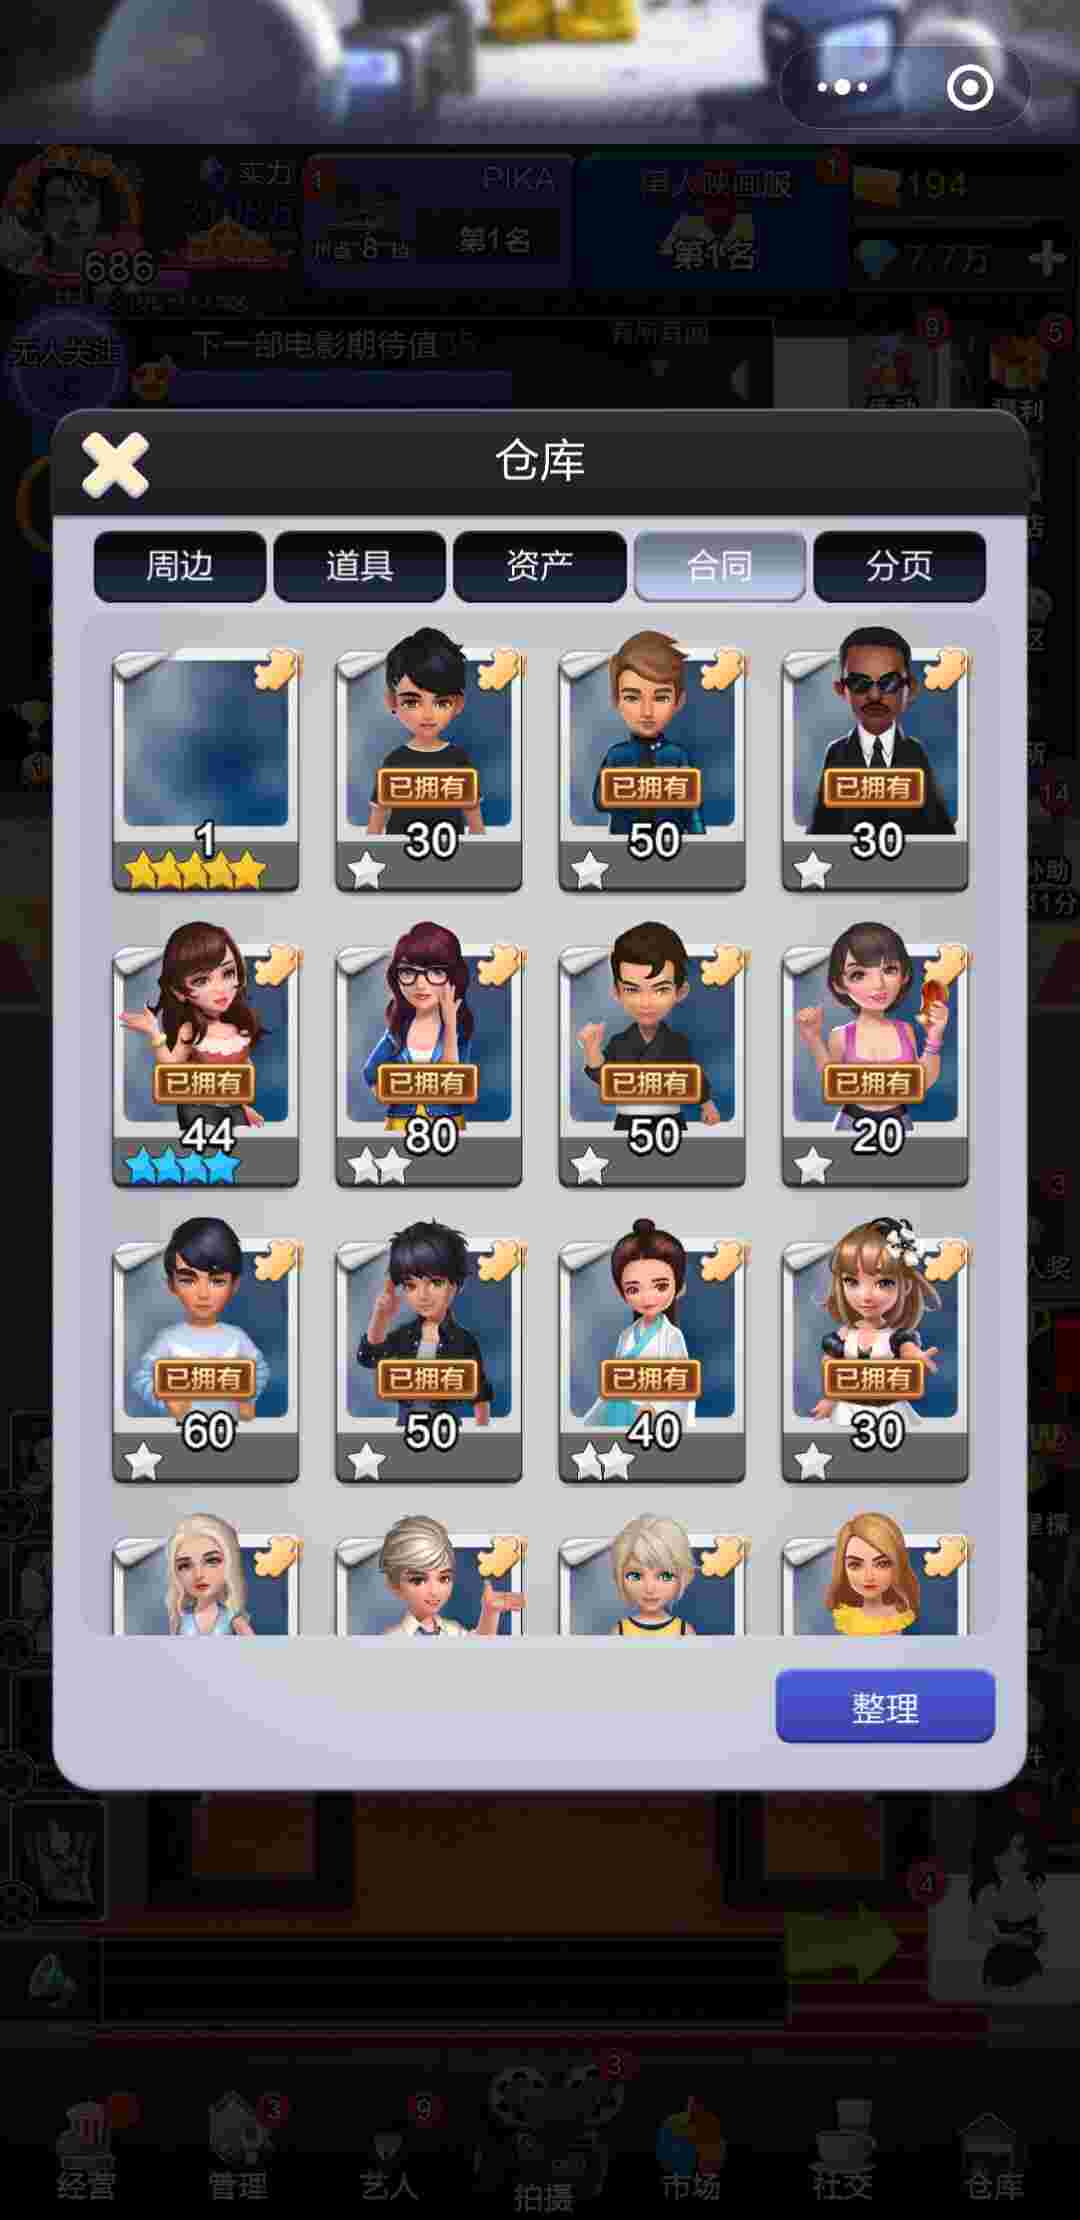 实力
PIKA
194
第1名
第1名
686
7.7万
下一部电影期待值35
无人关注
仓库
周边
道具
资产
合同
分页
已拥有
已拥有
已拥有
1
30
50
30
已拥有
已拥有
已拥有
已拥有
44
80
50
20
已拥有
已拥有
已拥有
已拥有
60
50
40
30
整理
经营
管理
艺人
拍摄
市场
社交
仓库